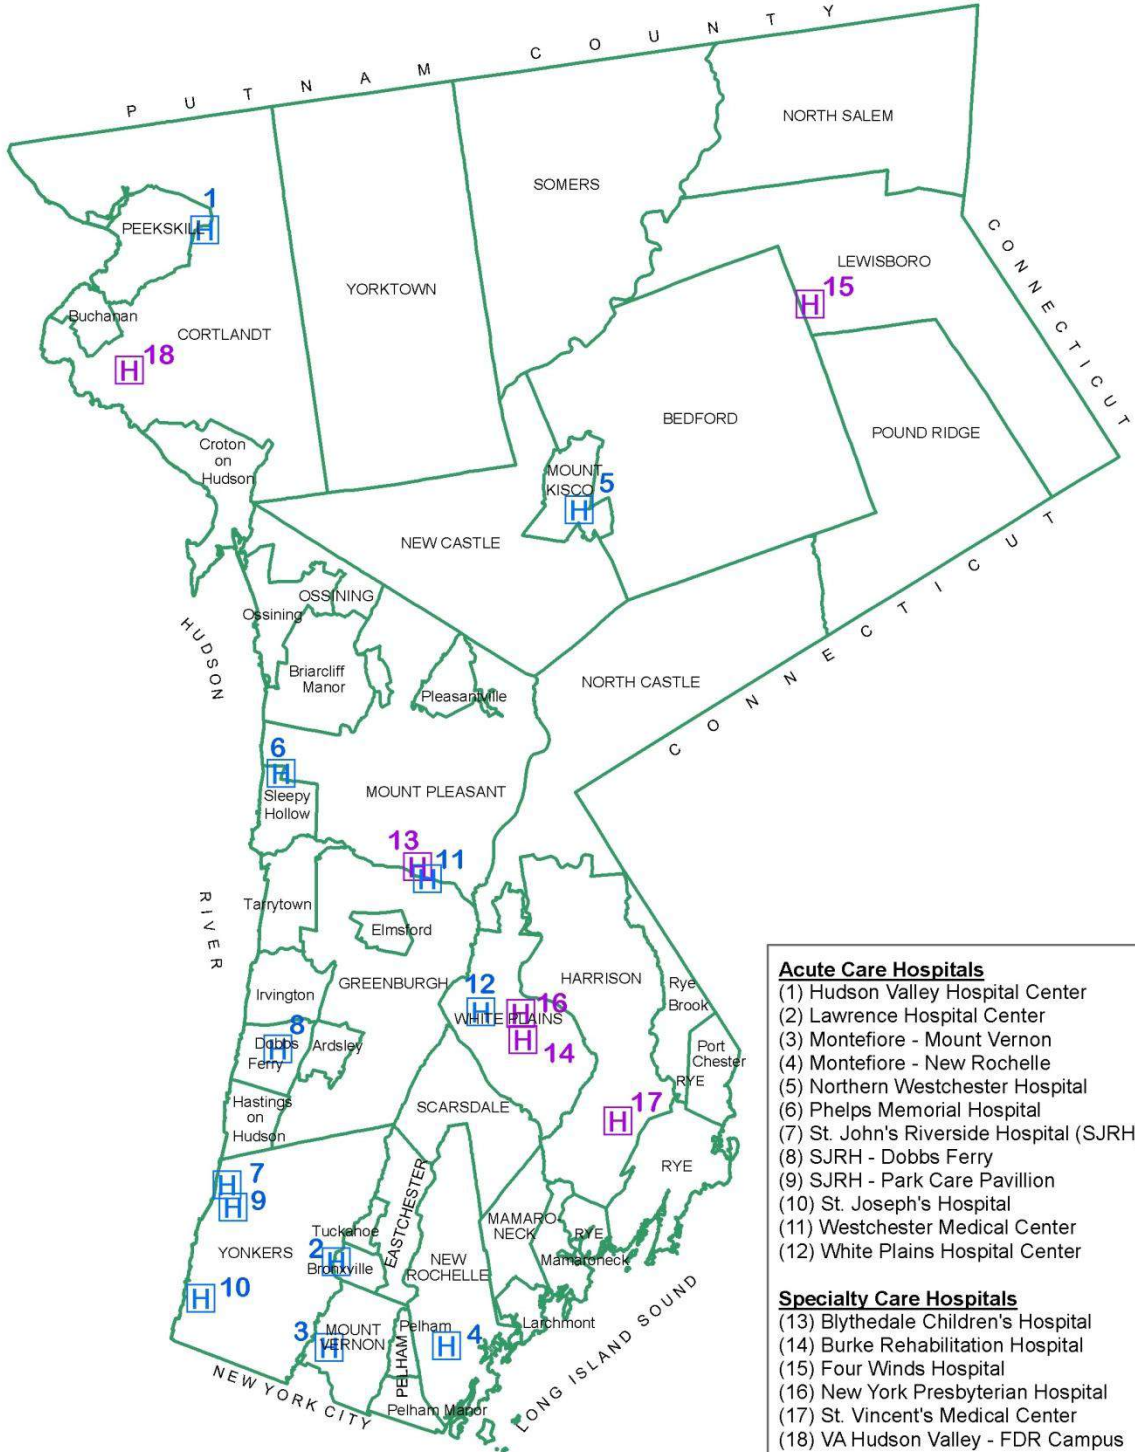 PUTNAM COUNTY
NORTH SALEM
SOMERS
1
PEEKSKILL
H
CONNECTICUT
LEWISBORO
YORKTOWN
15
H
Buchanan
CORTLANDT
18
H
BEDFORD
POUND RIDGE
Croton
on
Hudson
MOUNT
KISCO
5
H
NEW CASTLE
CONNECTICUT
OSSINING
Ossining
HUDSON
Briarcliff
Manor
Pleasantville
NORTH CASTLE
6
H
Sleepy
Hollow
MOUNT PLEASANT
13
H
11
H
RIVER
Tarrytown
Elmsford
GREENBURGH
HARRISON
Rye
Brook
Irvington
12
H
WHITE PLAINS
16
H
H
14
8
H
Dobbs
Ferry
Ardsley
Port
Chester
RYE
Hastings
on
Hudson
SCARSDALE
17
H
RYE
7
H
9
H
EASTCHESTER
Tuckahoe
MAMARO-
NECK
RYE
YONKERS
2
H
Bronxville
NEW
ROCHELLE
Mamaroneck
10
H
Larchmont
3
H
MOUNT
VERNON
Pelham
4
H
PELHAM
Pelham Manor
NEW YORK CITY
LONG ISLAND SOUND
Acute Care Hospitals
(1) Hudson Valley Hospital Center
(2) Lawrence Hospital Center
(3) Montefiore - Mount Vernon
(4) Montefiore - New Rochelle
(5) Northern Westchester Hospital
(6) Phelps Memorial Hospital
(7) St. John's Riverside Hospital (SJRH
(8) SJRH - Dobbs Ferry
(9) SJRH - Park Care Pavillion
(10) St. Joseph's Hospital
(11) Westchester Medical Center
(12) White Plains Hospital Center
Specialty Care Hospitals
(13) Blythedale Children's Hospital
(14) Burke Rehabilitation Hospital
(15) Four Winds Hospital
(16) New York Presbyterian Hospital
(17) St. Vincent's Medical Center
(18) VA Hudson Valley - FDR Campus